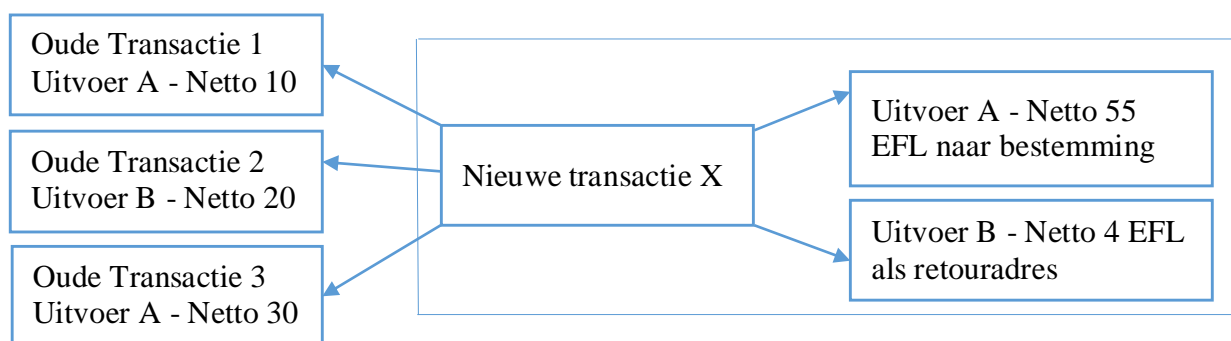 Oude Transactie 1
Uitvoer A - Netto 10
Oude Transactie 2
Uitvoer B - Netto 20
Oude Transactie 3
Uitvoer A - Netto 30
Nieuwe transactie X
Uitvoer A - Netto 55
EFL naar bestemming
Uitvoer B - Netto 4 EFL
als retouradres